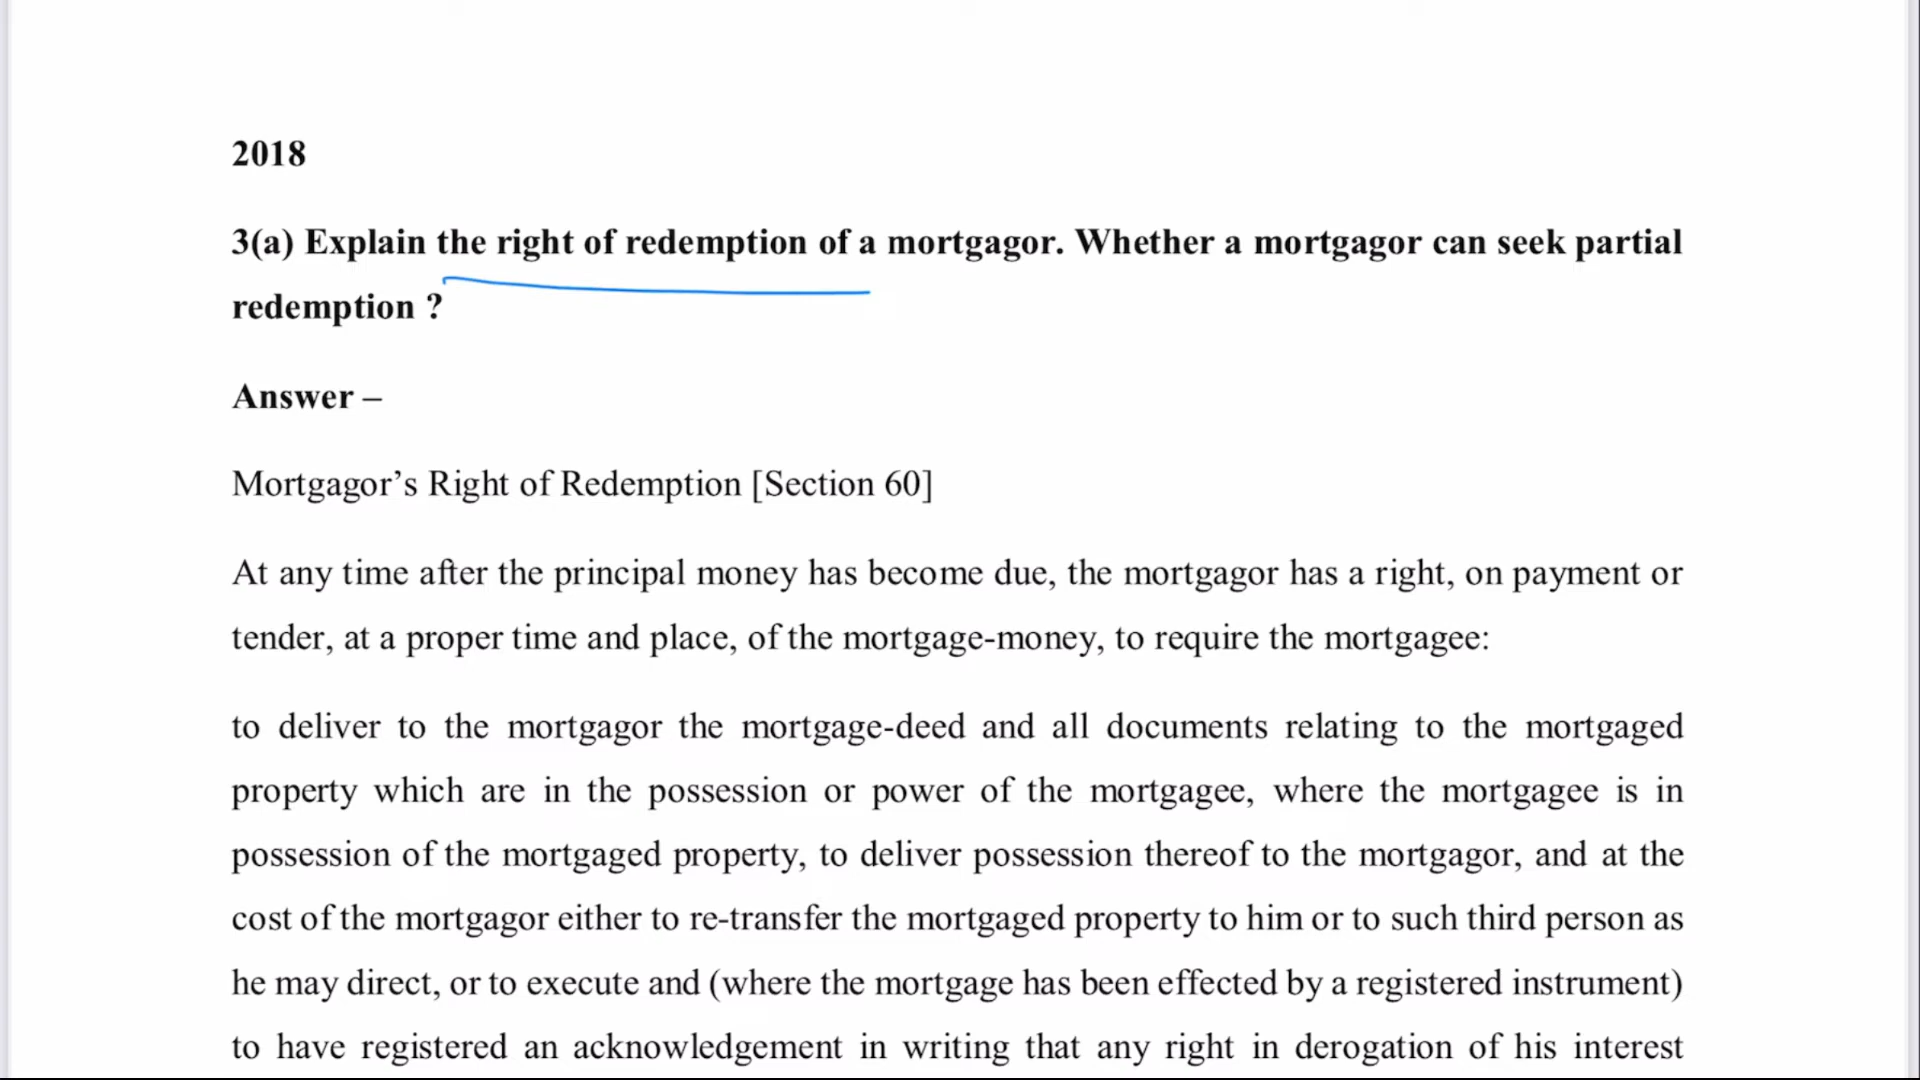 2018
3(a) Explain the right of redemption of a mortgagor. Whether a mortgagor can seek partial
redemption ?
Answer –
Mortgagor’s Right of Redemption [Section 60]
At any time after the principal money has become due, the mortgagor has a right, on payment or
tender, at a proper time and place, of the mortgage-money, to require the mortgagee:
to deliver to the mortgagor the mortgage-deed and all documents relating to the mortgaged
property which are in the possession or power of the mortgagee, where the mortgagee is in
possession of the mortgaged property, to deliver possession thereof to the mortgagor, and at the
cost of the mortgagor either to re-transfer the mortgaged property to him or to such third person as
he may direct, or to execute and (where the mortgage has been effected by a registered instrument)
to have registered an acknowledgement in writing that any right in derogation of his interest